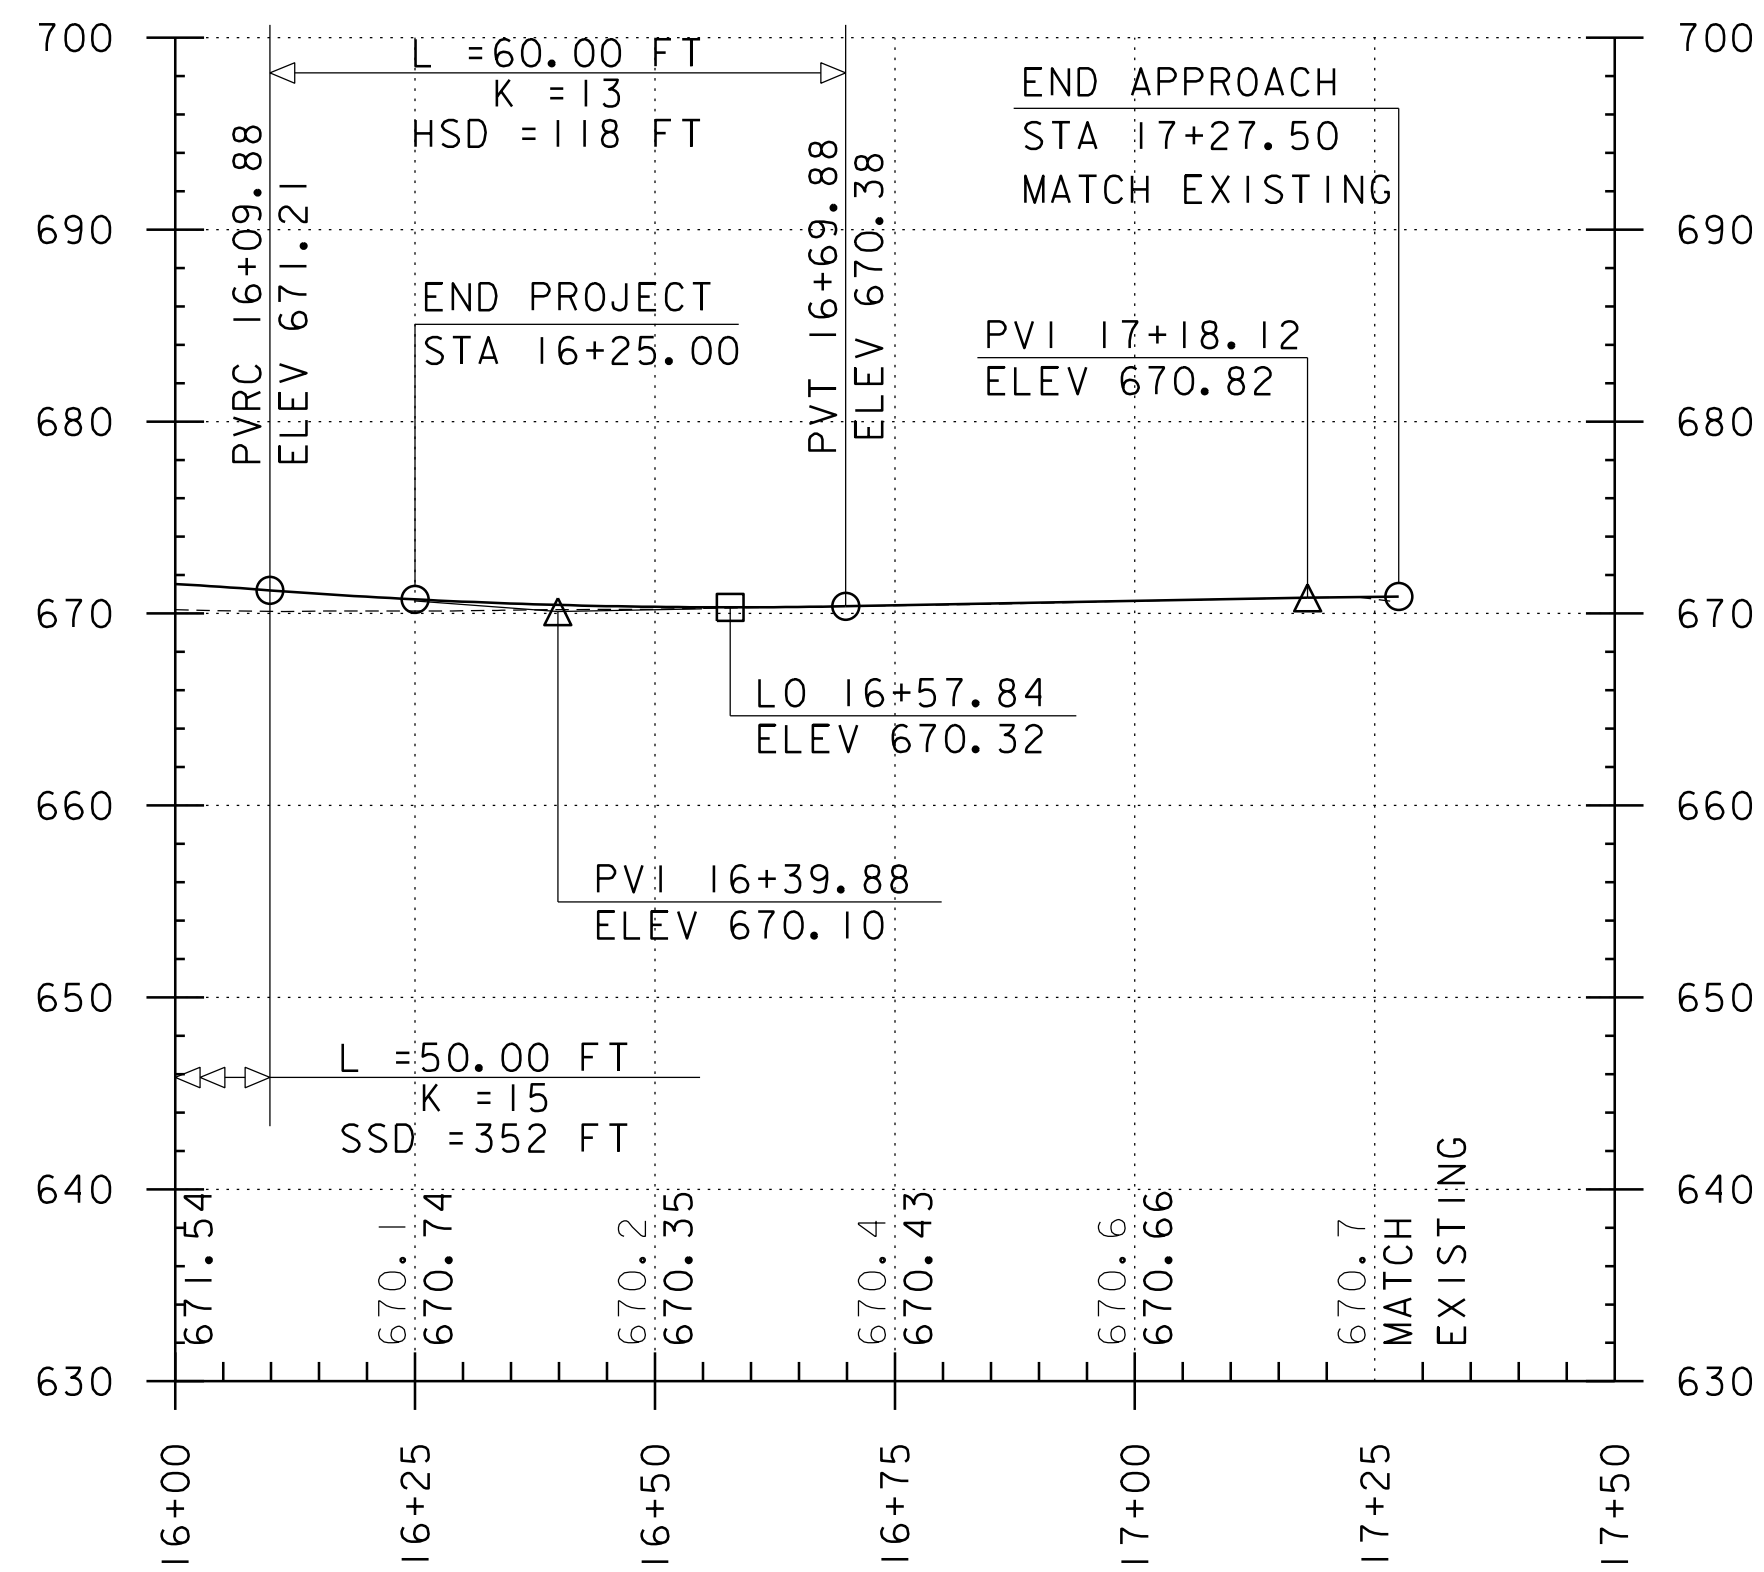 700
700
L =60.00 FT
K =13
HSD =118 FT
END APPROACH
STA 17+27.50
MATCH EXISTING
PVRC 16+09.88
ELEV 671.21
PVT 16+69.88
ELEV 670.38
690
690
END PROJECT
STA 16+25.00
PVI 17+18.12
ELEV 670.82
680
680
670
670
LO 16+57.84
ELEV 670.32
660
660
PVI 16+39.88
ELEV 670.10
650
650
L =50.00 FT
K =15
SSD =352 FT
640
640
671.54
670.1
670.74
670.2
670.35
670.4
670.43
670.6
670.66
670.7
MATCH
EXISTING
630
630
16+00
16+25
16+50
16+75
17+00
17+25
17+50